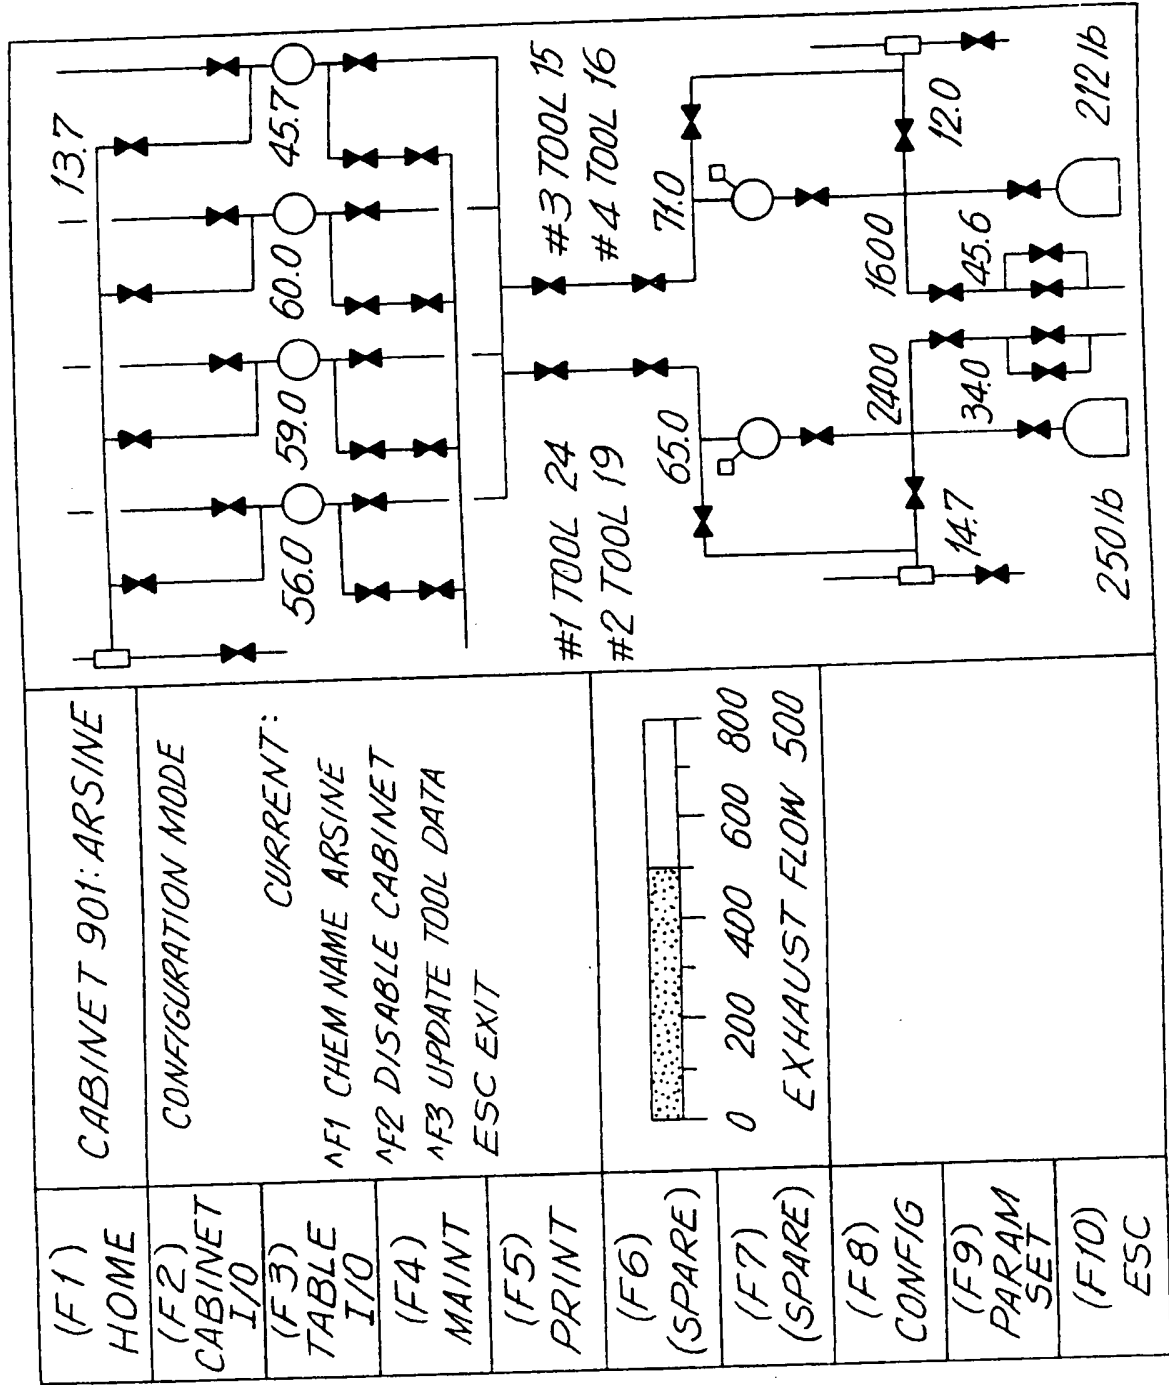 (F1)
HOME
(F2)
CABINET
I/O
(F3)
TABLE
I/O
(F4)
MAINT
(F5)
PRINT
(F6)
(SPARE)
(F7)
(SPARE)
(F8)
CONFIG
(F9)
PARAM
SET
(F10)
ESC
CABINET 901: ARSINE
CONFIGURATION MODE
CURRENT:
^F1 CHEM NAME ARSINE
^F2 DISABLE CABINET
^F3 UPDATE TOOL DATA
ESC EXIT
0 200 400 600 800
EXHAUST FLOW 500
13.7
56.0 59.0 60.0 45.7
#1 TOOL 24
#2 TOOL 19
#3 TOOL 15
#4 TOOL 16
65.0 71.0
2400 1600
14.7 34.0 45.6 12.0
250 lb 212 lb